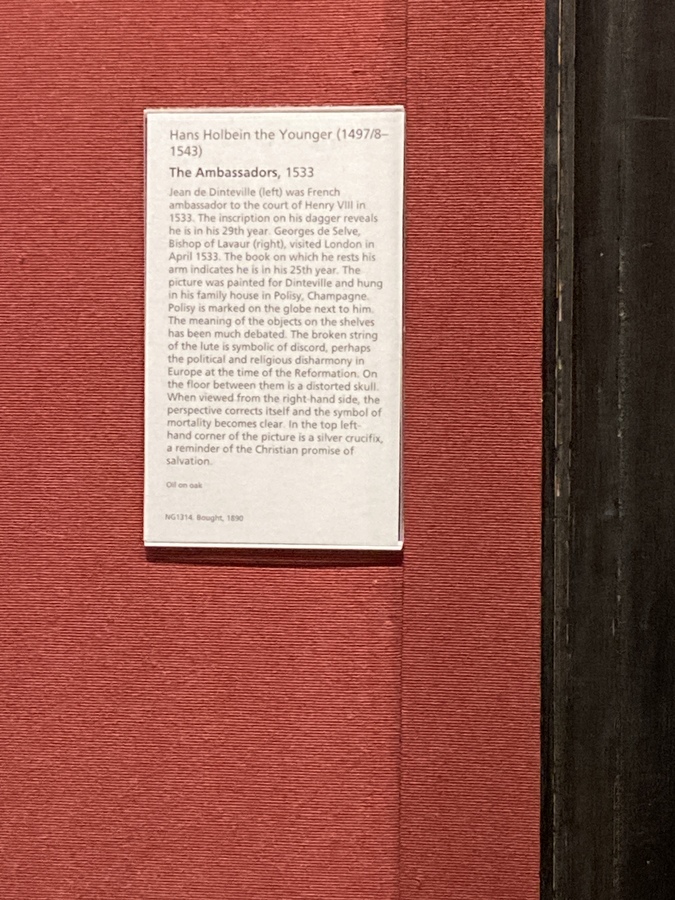 Hans Holbein the Younger (1497/8–
1543)
The Ambassadors, 1533
Jean de Dinteville (left) was French
ambassador to the court of Henry VIII in
1533. The inscription on his dagger reveals
he is in his 29th year. Georges de Selve,
Bishop of Lavaur (right), visited London in
April 1533. The book on which he rests his
arm indicates he is in his 25th year. The
picture was painted for Dinteville and hung
in his family house in Polisy, Champagne.
Polisy is marked on the globe next to him.
The meaning of the objects on the shelves
has been much debated. The broken string
of the lute is symbolic of discord, perhaps
the political and religious disharmony in
Europe at the time of the Reformation. On
the floor between them is a distorted skull.
When viewed from the right-hand side, the
perspective corrects itself and the symbol of
mortality becomes clear. In the top left-
hand corner of the picture is a silver crucifix,
a reminder of the Christian promise of
salvation.
Oil on oak
NG1314. Bought, 1890